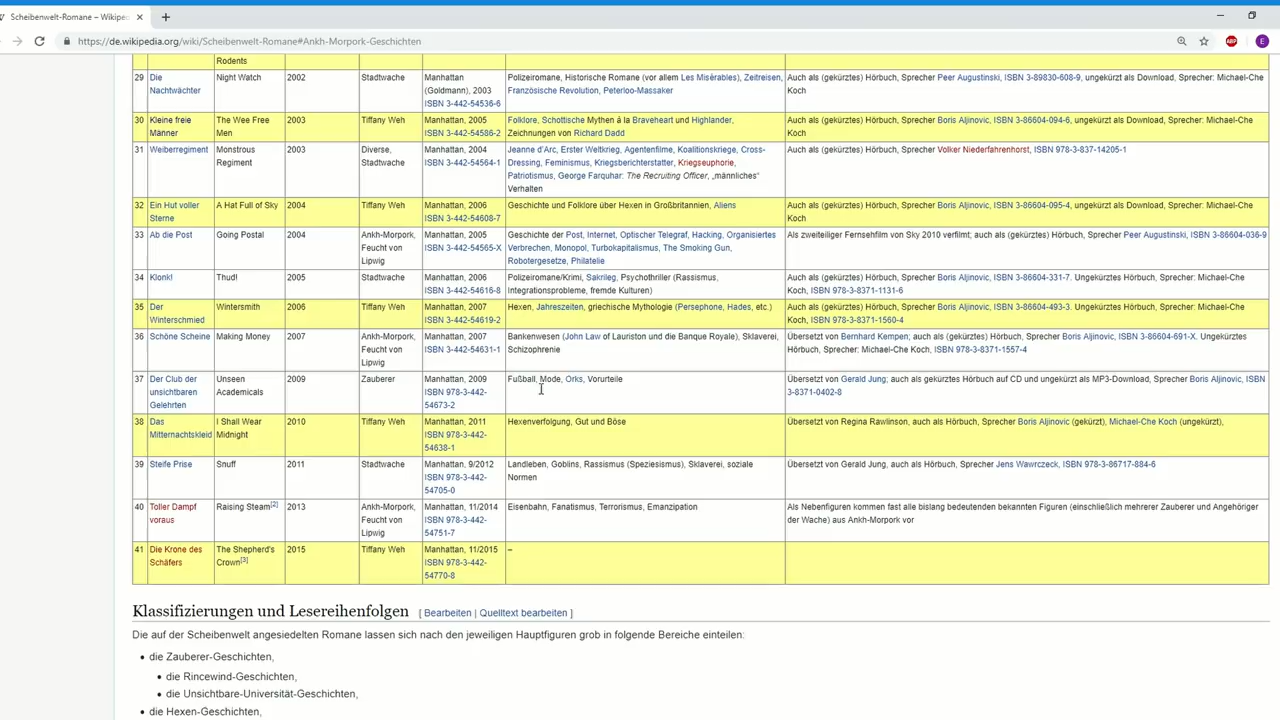 Scheibenwelt-Romane – Wikiped
https://de.wikipedia.org/wiki/Scheibenwelt-Romane#Ankh-Morpork-Geschichten
ABP
E
Rodents
29 Die Nachtwächter Night Watch 2002 Stadtwache Manhattan (Goldmann), 2003 ISBN 3-442-54536-6 Polizeiromane, Historische Romane (vor allem Les Misérables), Zeitreisen, Französische Revolution, Peterloo-Massaker Auch als (gekürztes) Hörbuch, Sprecher Peer Augustinski, ISBN 3-89830-608-9, ungekürzt als Download, Sprecher: Michael-Che Koch
30 Kleine freie Männer The Wee Free Men 2003 Tiffany Weh Manhattan, 2005 ISBN 3-442-54586-2 Folklore, Schottische Mythen à la Braveheart und Highlander, Zeichnungen von Richard Dadd Auch als (gekürztes) Hörbuch, Sprecher Boris Aljinovic, ISBN 3-86604-094-6, ungekürzt als Download, Sprecher: Michael-Che Koch
31 Weiberregiment Monstrous Regiment 2003 Diverse, Stadtwache Manhattan, 2004 ISBN 3-442-54564-1 Jeanne d'Arc, Erster Weltkrieg, Agentenfilme, Koalitionskriege, Cross-Dressing, Feminismus, Kriegsberichterstatter, Kriegseuphorie, Patriotismus, George Farquhar: The Recruiting Officer, „männliches“ Verhalten Auch als (gekürztes) Hörbuch, Sprecher Volker Niederfahrenhorst, ISBN 978-3-837-14205-1
32 Ein Hut voller Sterne A Hat Full of Sky 2004 Tiffany Weh Manhattan, 2006 ISBN 3-442-54608-7 Geschichte und Folklore über Hexen in Großbritannien, Aliens Auch als (gekürztes) Hörbuch, Sprecher Boris Aljinovic, ISBN 3-86604-095-4, ungekürzt als Download, Sprecher: Michael-Che Koch
33 Ab die Post Going Postal 2004 Ankh-Morpork, Feucht von Lipwig Manhattan, 2005 ISBN 3-442-54565-X Geschichte der Post, Internet, Optischer Telegraf, Hacking, Organisiertes Verbrechen, Monopol, Turbokapitalismus, The Smoking Gun, Robotergesetze, Philatelie Als zweiteiliger Fernsehfilm von Sky 2010 verfilmt; auch als (gekürztes) Hörbuch, Sprecher Peer Augustinski, ISBN 3-86604-036-9
34 Klonk! Thud! 2005 Stadtwache Manhattan, 2006 ISBN 3-442-54616-8 Polizeiromane/Krimi, Sakrileg, Psychothriller (Rassismus, Integrationsprobleme, fremde Kulturen) Auch als (gekürztes) Hörbuch, Sprecher Boris Aljinovic, ISBN 3-86604-331-7. Ungekürztes Hörbuch, Sprecher: Michael-Che Koch, ISBN 978-3-8371-1131-6
35 Der Winterschmied Wintersmith 2006 Tiffany Weh Manhattan, 2007 ISBN 3-442-54619-2 Hexen, Jahreszeiten, griechische Mythologie (Persephone, Hades, etc.) Auch als (gekürztes) Hörbuch, Sprecher Boris Aljinovic, ISBN 3-86604-493-3. Ungekürztes Hörbuch, Sprecher: Michael-Che Koch, ISBN 978-3-8371-1560-4
36 Schöne Scheine Making Money 2007 Ankh-Morpork, Feucht von Lipwig Manhattan, 2007 ISBN 3-442-54631-1 Bankenwesen (John Law of Lauriston und die Banque Royale), Sklaverei, Schizophrenie Übersetzt von Bernhard Kempen; auch als (gekürztes) Hörbuch, Sprecher Boris Aljinovic, ISBN 3-86604-691-X. Ungekürztes Hörbuch, Sprecher: Michael-Che Koch, ISBN 978-3-8371-1557-4
37 Der Club der unsichtbaren Gelehrten Unseen Academicals 2009 Zauberer Manhattan, 2009 ISBN 978-3-442-54673-2 Fußball, Mode, Orks, Vorurteile Übersetzt von Gerald Jung; auch als gekürztes Hörbuch auf CD und ungekürzt als MP3-Download, Sprecher Boris Aljinovic, ISBN 3-8371-0402-8
38 Das Mitternachtskleid I Shall Wear Midnight 2010 Tiffany Weh Manhattan, 2011 ISBN 978-3-442-54638-1 Hexenverfolgung, Gut und Böse Übersetzt von Regina Rawlinson, auch als Hörbuch, Sprecher Boris Aljinovic (gekürzt), Michael-Che Koch (ungekürzt),
39 Steife Prise Snuff 2011 Stadtwache Manhattan, 9/2012 ISBN 978-3-442-54705-0 Landleben, Goblins, Rassismus (Speziesismus), Sklaverei, soziale Normen Übersetzt von Gerald Jung, auch als Hörbuch, Sprecher Jens Wawrczeck, ISBN 978-3-86717-884-6
40 Toller Dampf voraus Raising Steam[2] 2013 Ankh-Morpork, Feucht von Lipwig Manhattan, 11/2014 ISBN 978-3-442-54751-7 Eisenbahn, Fanatismus, Terrorismus, Emanzipation Als Nebenfiguren kommen fast alle bislang bedeutenden bekannten Figuren (einschließlich mehrerer Zauberer und Angehöriger der Wache) aus Ankh-Morpork vor
41 Die Krone des Schäfers The Shepherd's Crown[3] 2015 Tiffany Weh Manhattan, 11/2015 ISBN 978-3-442-54770-8 –
Klassifizierungen und Lesereihenfolgen [ Bearbeiten | Quelltext bearbeiten ]
Die auf der Scheibenwelt angesiedelten Romane lassen sich nach den jeweiligen Hauptfiguren grob in folgende Bereiche einteilen:
• die Zauberer-Geschichten,
• die Rincewind-Geschichten,
• die Unsichtbare-Universität-Geschichten,
• die Hexen-Geschichten,